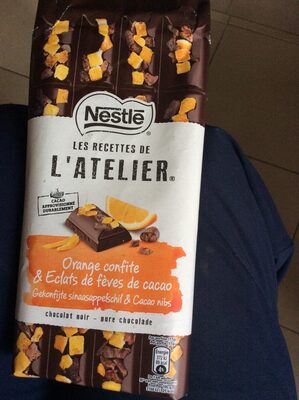 Nestlé
LES RECETTES DE
L'ATELIER®
CACAO
APPROVISIONNÉ
DURABLEMENT
Orange confite
& Eclats de fèves de cacao
Gekonfijte sinaasappelschil & Cacao nibs
chocolat noir - pure chocolade